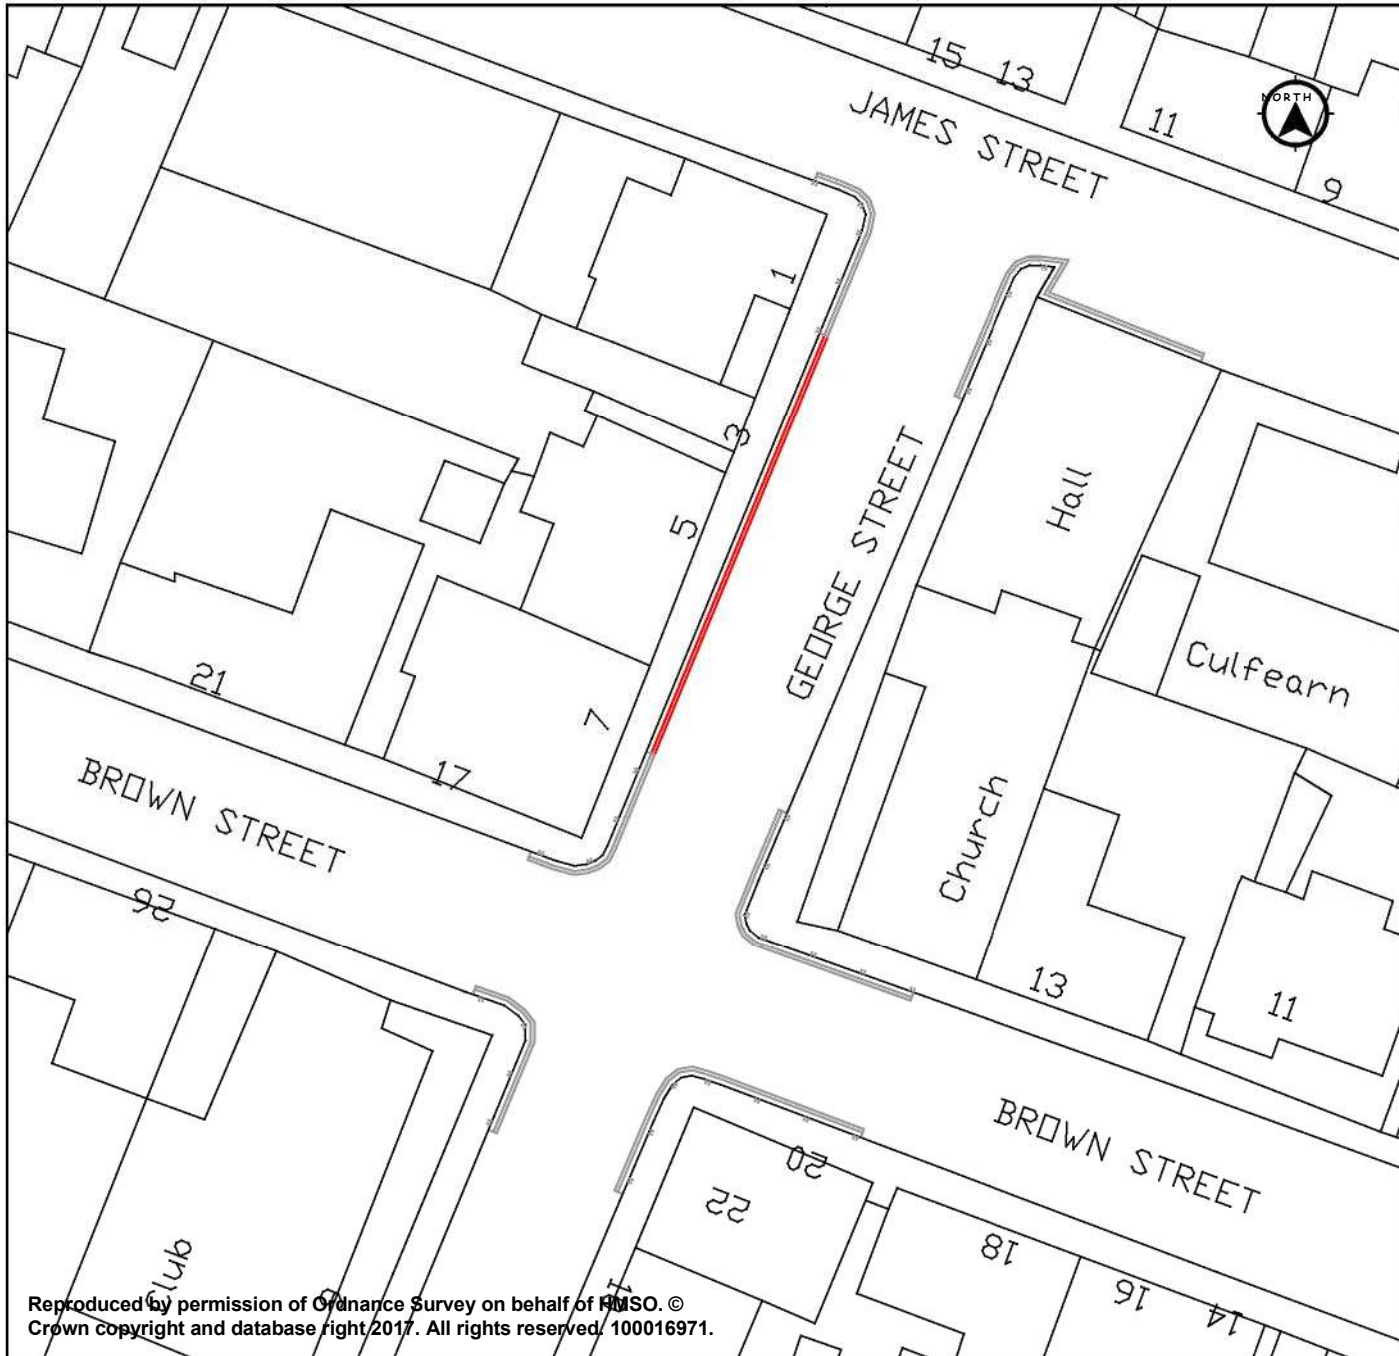 15 13
JAMES STREET
NORTH
11
9
1
3
5
7
Hall
GEORGE STREET
Culfearn
21
17
BROWN STREET
Church
26
13
11
BROWN STREET
20
22
18
16
14
Club
Reproduced by permission of Ordnance Survey on behalf of HMSO. ©
Crown copyright and database right 2017. All rights reserved. 100016971.